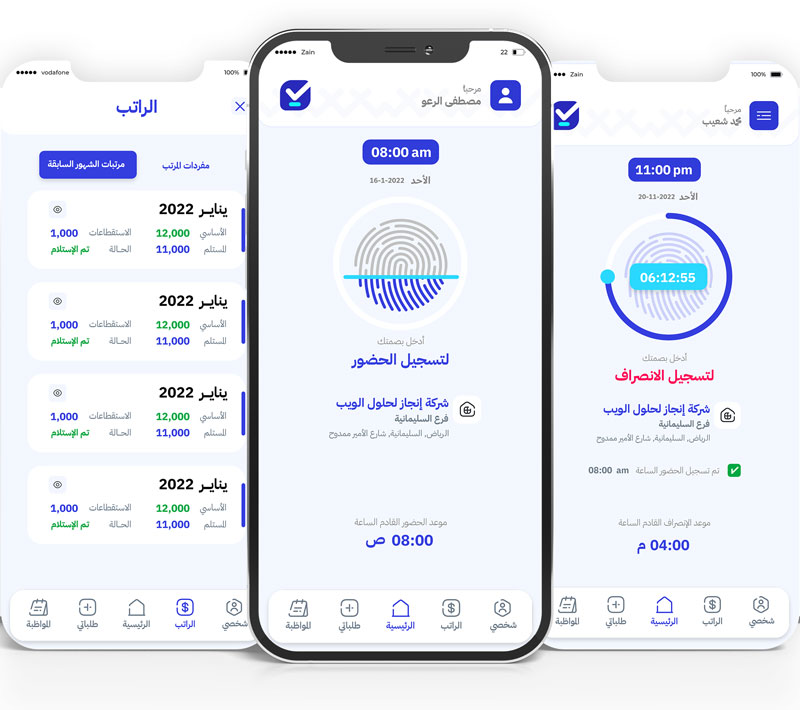 vodafone
100%
الراتب
مرتبات الشهور السابقة
مفردات المرتب
يناير 2022
الأساسي 12,000 الاستقطاعات 1,000
المستلم 11,000 الحـالة تم الإستلام
يناير 2022
الأساسي 12,000 الاستقطاعات 1,000
المستلم 11,000 الحـالة تم الإستلام
يناير 2022
الأساسي 12,000 الاستقطاعات 1,000
المستلم 11,000 الحـالة تم الإستلام
يناير 2022
الأساسي 12,000 الاستقطاعات 1,000
المستلم 11,000 الحـالة تم الإستلام
شخصي الراتب الرئيسية طلباتي المواظبة
Zain 22
مرحباً
مصطفى الرعو
08:00 am
الأحد 16-1-2022
أدخل بصمتك
لتسجيل الحضور
شركة إنجاز لحلول الويب
فرع السليمانية
الرياض, السليمانية, شارع الأمير ممدوح
موعد الحضور القادم الساعة
08:00 ص
شخصي الراتب الرئيسية طلباتي المواظبة
Zain 100%
مرحباً
محمد شعيب
11:00 pm
الأحد 20-11-2022
06:12:55
أدخل بصمتك
لتسجيل الانصراف
شركة إنجاز لحلول الويب
فرع السليمانية
الرياض, السليمانية, شارع الأمير ممدوح
تم تسجيل الحضور الساعة 08:00 am
موعد الإنصراف القادم الساعة
04:00 م
شخصي الراتب الرئيسية طلباتي المواظبة